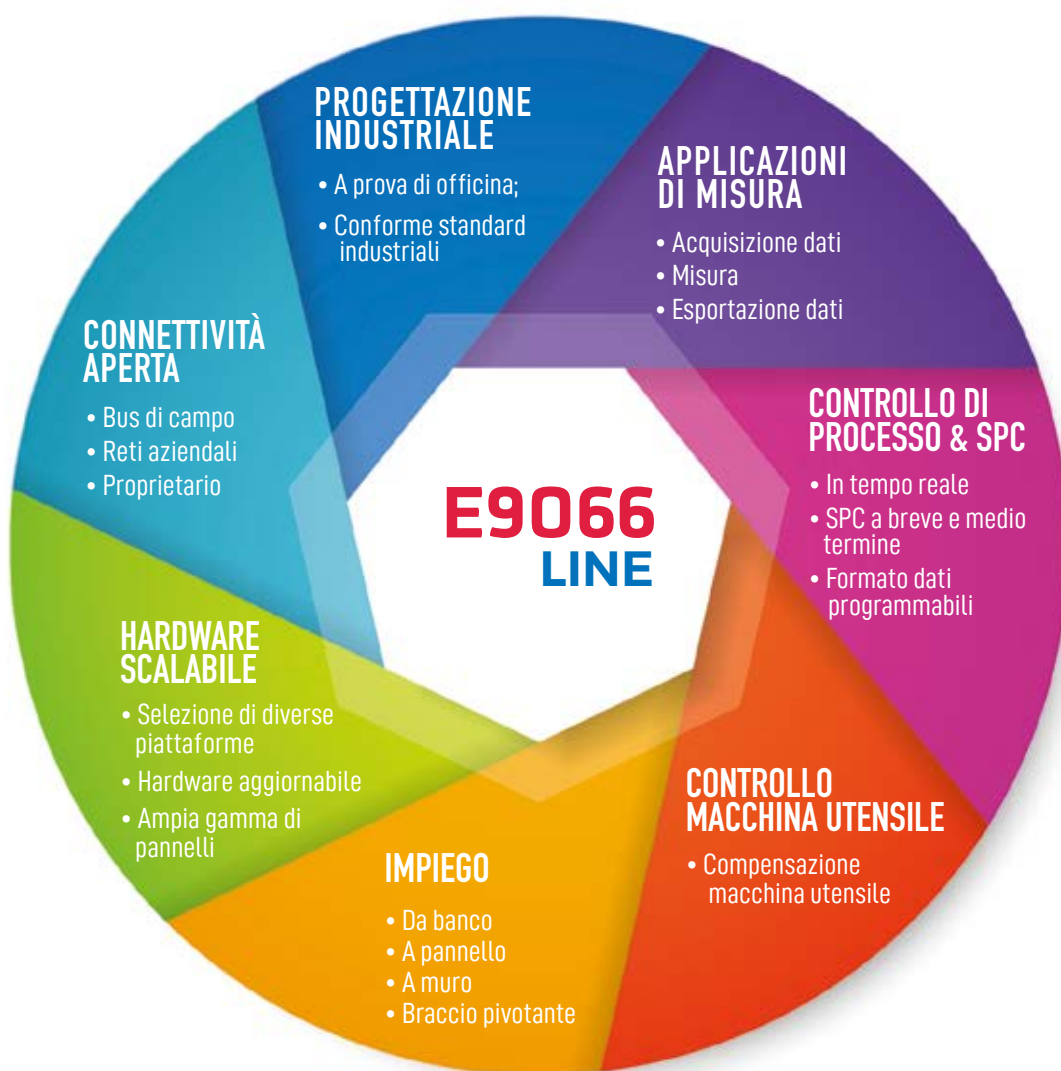 PROGETTAZIONE
INDUSTRIALE
• A prova di officina;
• Conforme standard
industriali
APPLICAZIONI
DI MISURA
• Acquisizione dati
• Misura
• Esportazione dati
CONNETTIVITÀ
APERTA
• Bus di campo
• Reti aziendali
• Proprietario
CONTROLLO DI
PROCESSO & SPC
• In tempo reale
• SPC a breve e medio
termine
• Formato dati
programmabili
E9066
LINE
HARDWARE
SCALABILE
• Selezione di diverse
piattaforme
• Hardware aggiornabile
• Ampia gamma di
pannelli
CONTROLLO
MACCHINA UTENSILE
• Compensazione
macchina utensile
IMPIEGO
• Da banco
• A pannello
• A muro
• Braccio pivotante